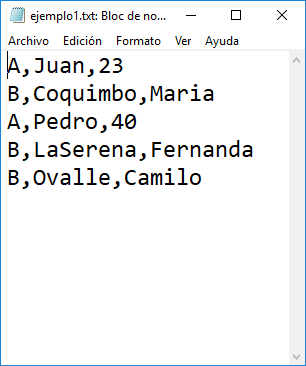 ejemplo1.txt: Bloc de no...
Archivo Edición Formato Ver Ayuda
A,Juan,23
B,Coquimbo,Maria
A,Pedro,40
B,LaSerena,Fernanda
B,Ovalle,Camilo